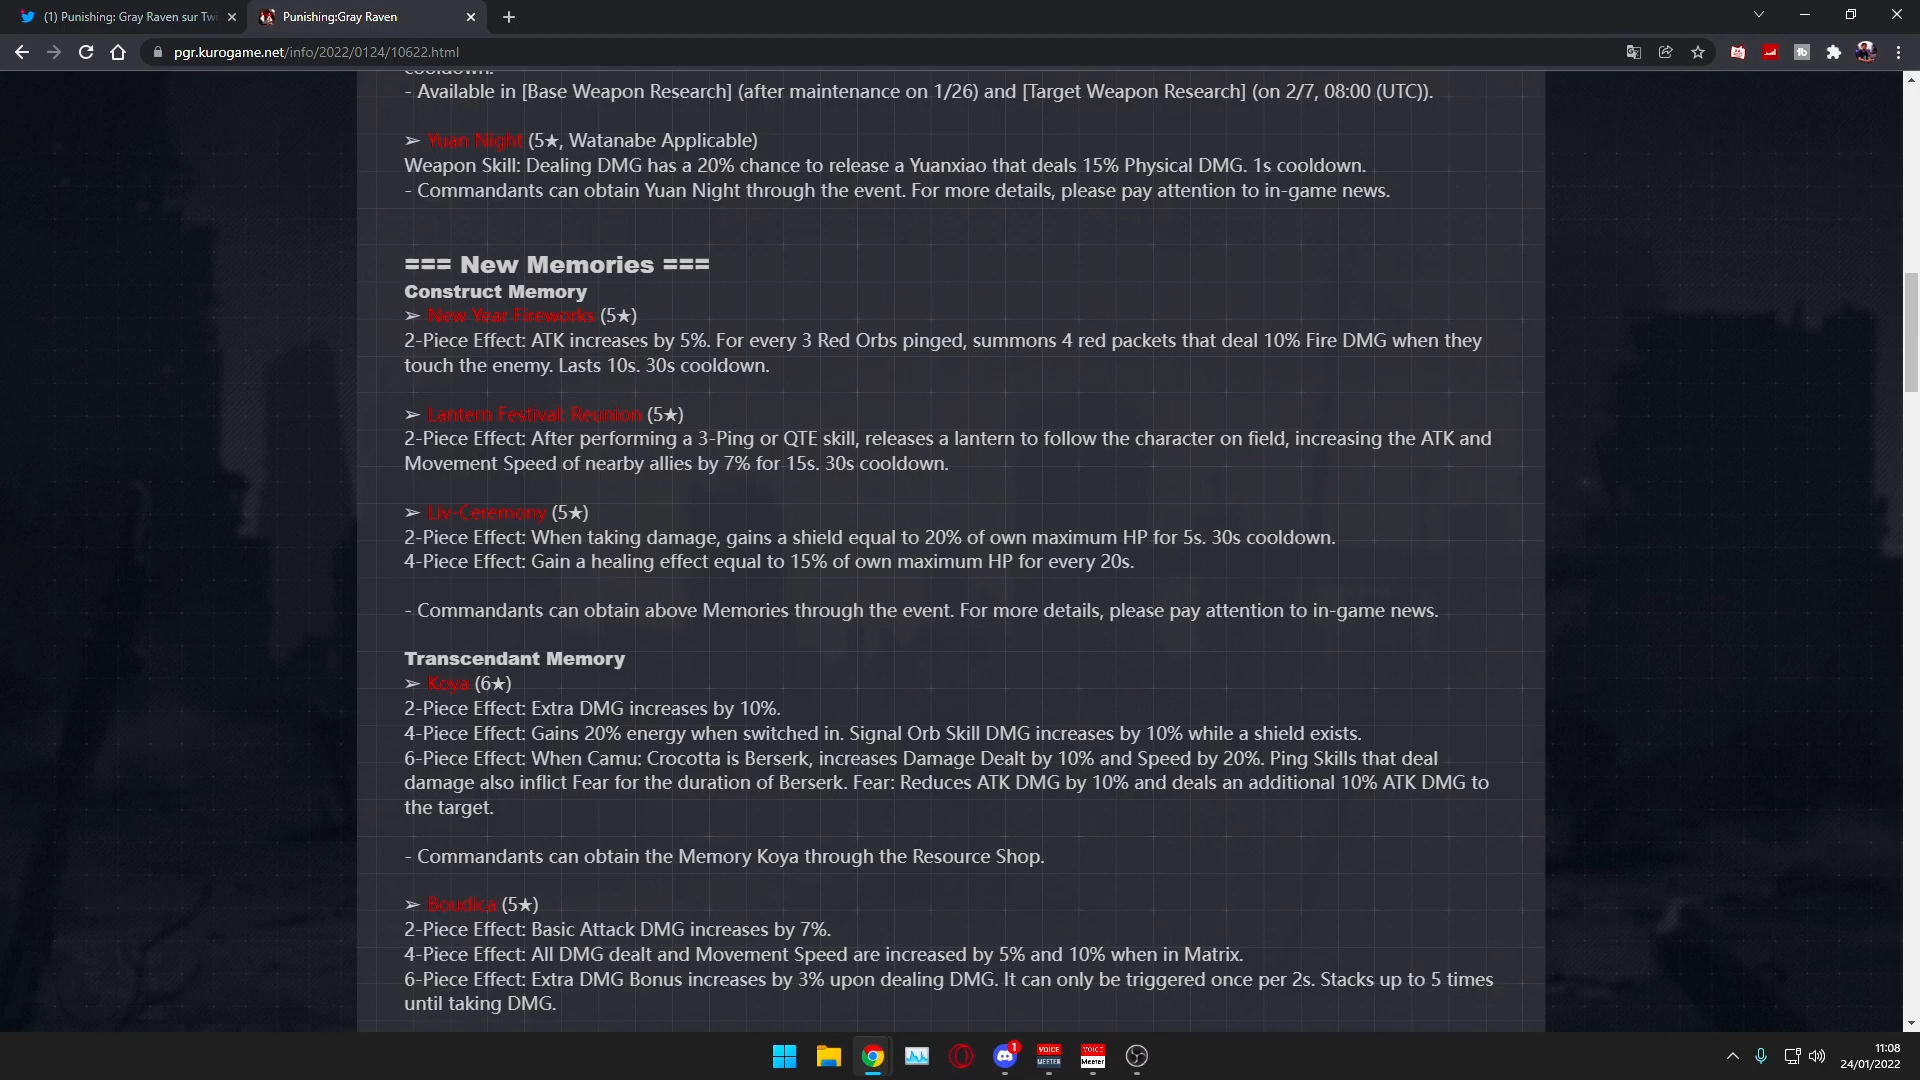 (1) Punishing: Gray Raven sur Twi
Punishing:Gray Raven
pgr.kurogame.net/info/2022/0124/10622.html
cooldown.
- Available in [Base Weapon Research] (after maintenance on 1/26) and [Target Weapon Research] (on 2/7, 08:00 (UTC)).
➢ Yuan Night (5★, Watanabe Applicable)
Weapon Skill: Dealing DMG has a 20% chance to release a Yuanxiao that deals 15% Physical DMG. 1s cooldown.
- Commandants can obtain Yuan Night through the event. For more details, please pay attention to in-game news.
=== New Memories ===
Construct Memory
➢ New Year Fireworks (5★)
2-Piece Effect: ATK increases by 5%. For every 3 Red Orbs pinged, summons 4 red packets that deal 10% Fire DMG when they
touch the enemy. Lasts 10s. 30s cooldown.
➢ Lantern Festival: Reunion (5★)
2-Piece Effect: After performing a 3-Ping or QTE skill, releases a lantern to follow the character on field, increasing the ATK and
Movement Speed of nearby allies by 7% for 15s. 30s cooldown.
➢ Liv-Ceremony (5★)
2-Piece Effect: When taking damage, gains a shield equal to 20% of own maximum HP for 5s. 30s cooldown.
4-Piece Effect: Gain a healing effect equal to 15% of own maximum HP for every 20s.
- Commandants can obtain above Memories through the event. For more details, please pay attention to in-game news.
Transcendant Memory
➢ Koya (6★)
2-Piece Effect: Extra DMG increases by 10%.
4-Piece Effect: Gains 20% energy when switched in. Signal Orb Skill DMG increases by 10% while a shield exists.
6-Piece Effect: When Camu: Crocotta is Berserk, increases Damage Dealt by 10% and Speed by 20%. Ping Skills that deal
damage also inflict Fear for the duration of Berserk. Fear: Reduces ATK DMG by 10% and deals an additional 10% ATK DMG to
the target.
- Commandants can obtain the Memory Koya through the Resource Shop.
➢ Boudica (5★)
2-Piece Effect: Basic Attack DMG increases by 7%.
4-Piece Effect: All DMG dealt and Movement Speed are increased by 5% and 10% when in Matrix.
6-Piece Effect: Extra DMG Bonus increases by 3% upon dealing DMG. It can only be triggered once per 2s. Stacks up to 5 times
until taking DMG.
1
VOICE
MEETER
VOICE
Meeter
11:08
24/01/2022